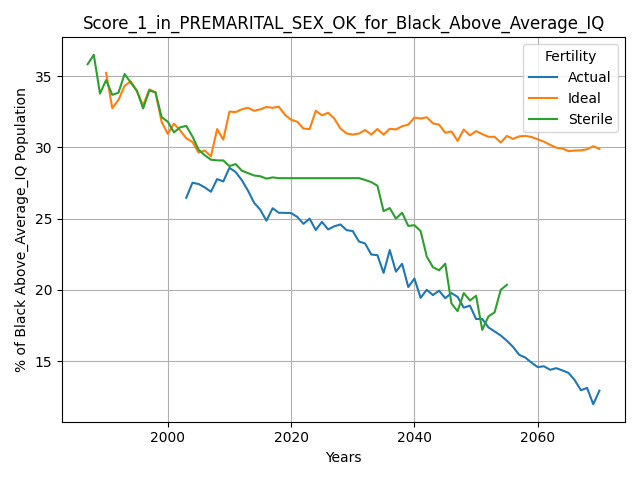 Score_1_in_PREMARITAL_SEX_OK_for_Black_Above_Average_IQ
% of Black Above_Average_IQ Population
35
30
25
20
15
Fertility
Actual
Ideal
Sterile
2000
2020
2040
2060
Years